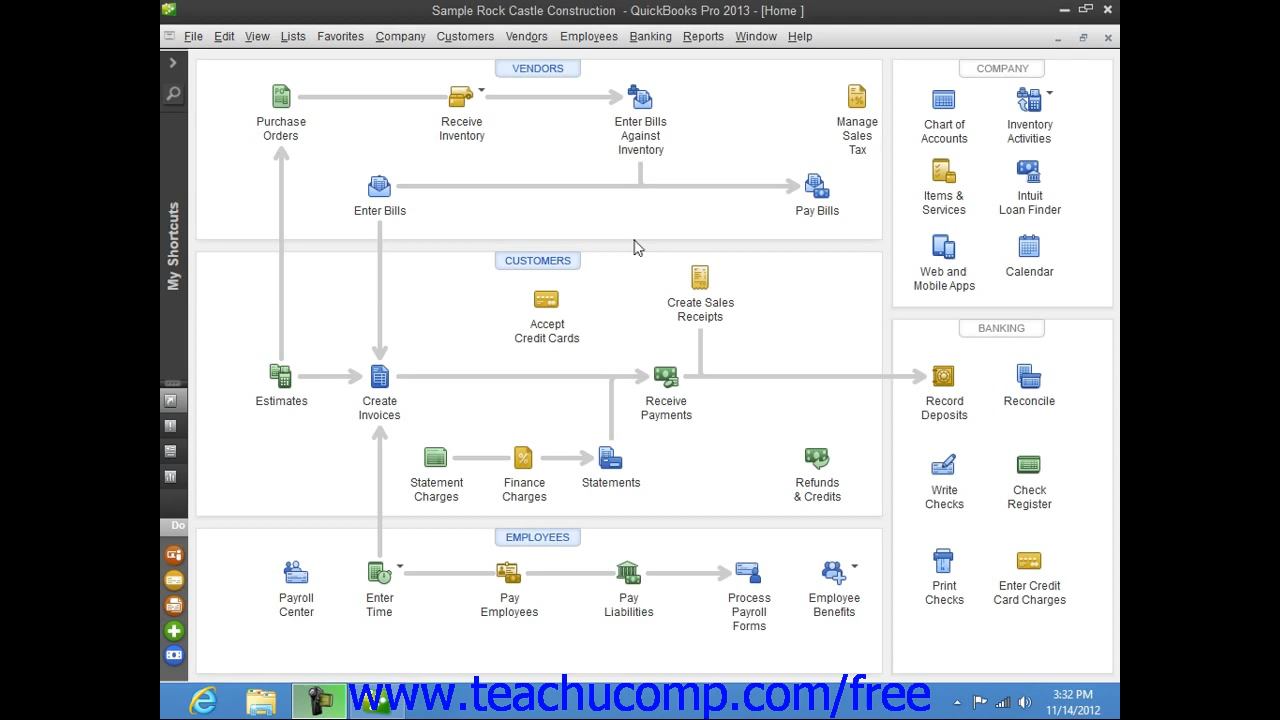 Sample Rock Castle Construction - QuickBooks Pro 2013 - [Home ]
File Edit View Lists Favorites Company Customers Vendors Employees Banking Reports Window Help
My Shortcuts
Do
VENDORS
Purchase
Orders
Receive
Inventory
Enter Bills
Against
Inventory
Manage
Sales
Tax
Enter Bills
Pay Bills
CUSTOMERS
Create Sales
Receipts
Accept
Credit Cards
Estimates
Create
Invoices
Receive
Payments
Statement
Charges
Finance
Charges
Statements
Refunds
& Credits
EMPLOYEES
Payroll
Center
Enter
Time
Pay
Employees
Pay
Liabilities
Process
Payroll
Forms
Employee
Benefits
COMPANY
Chart of
Accounts
Inventory
Activities
Items &
Services
Intuit
Loan Finder
Web and
Mobile Apps
Calendar
BANKING
Record
Deposits
Reconcile
Write
Checks
Check
Register
Print
Checks
Enter Credit
Card Charges
www.teachucomp.com/free
3:32 PM
11/14/2012